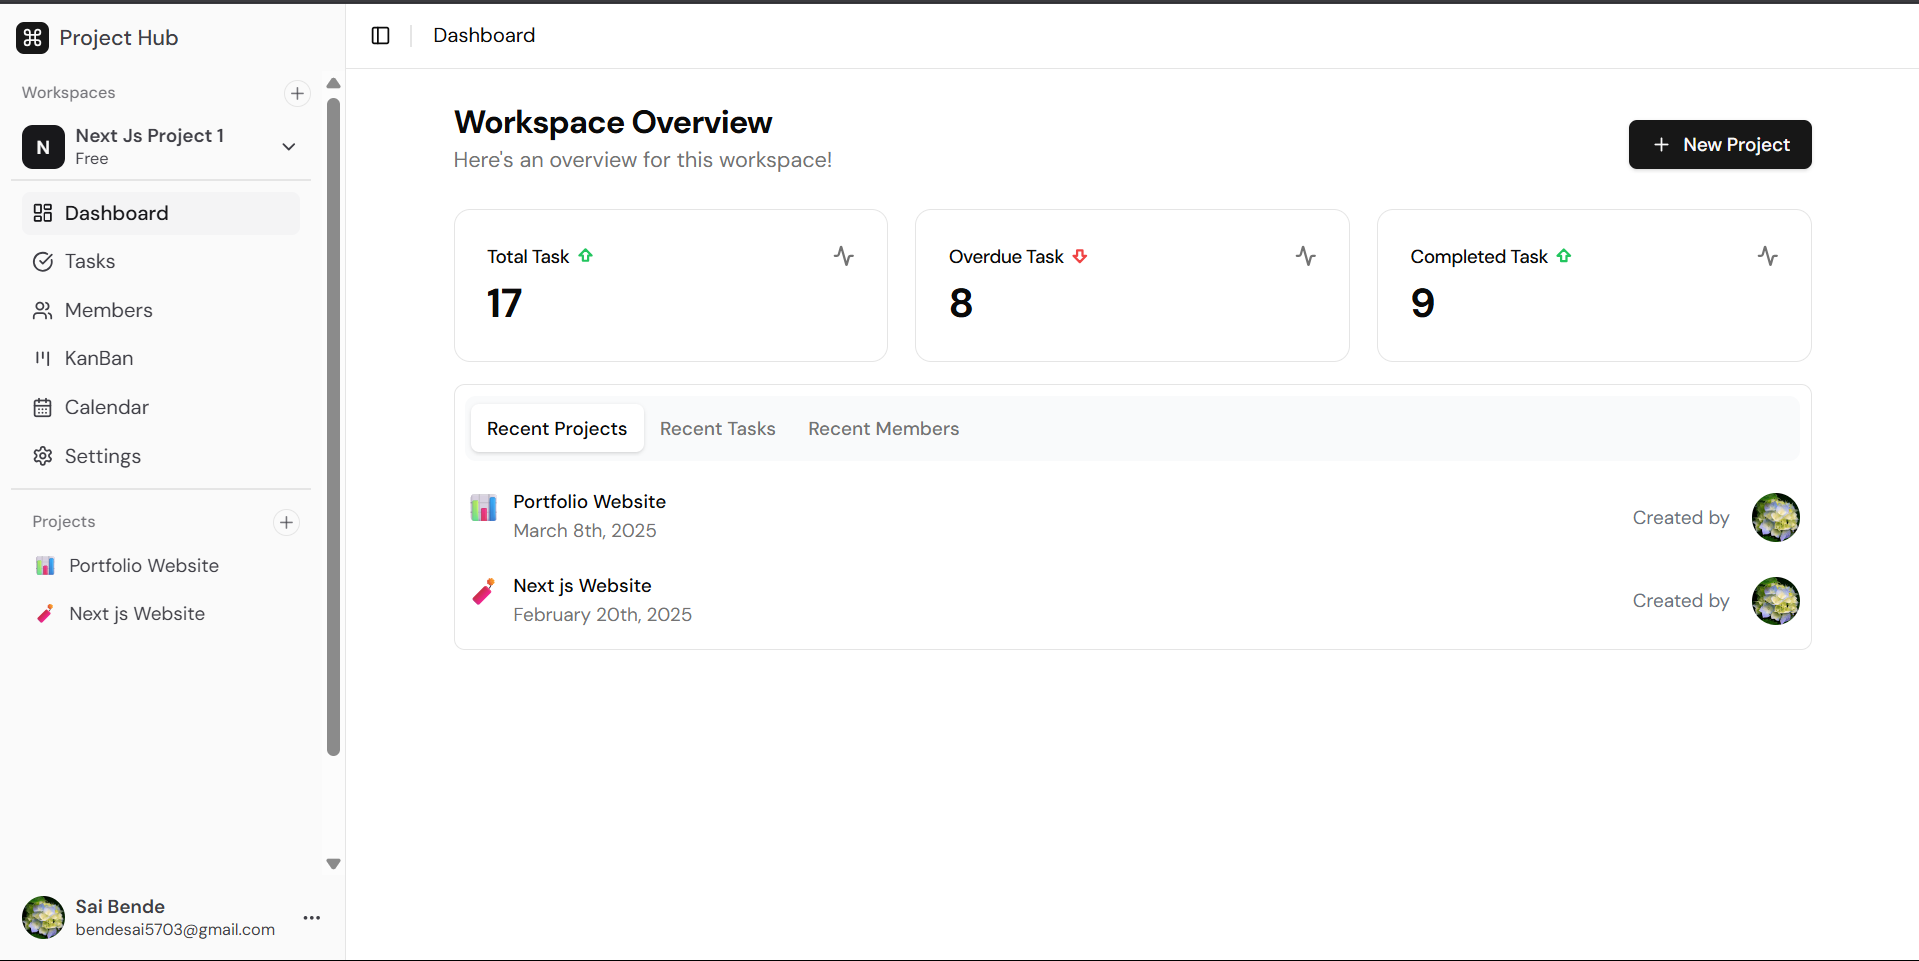 Project Hub
Workspaces
N
Next Js Project 1
Free
Dashboard
Tasks
Members
KanBan
Calendar
Settings
Projects
Portfolio Website
Next js Website
Sai Bende
bendesai5703@gmail.com
Dashboard
Workspace Overview
Here's an overview for this workspace!
New Project
Total Task
17
Overdue Task
8
Completed Task
9
Recent Projects Recent Tasks Recent Members
Portfolio Website
March 8th, 2025
Created by
Next js Website
February 20th, 2025
Created by